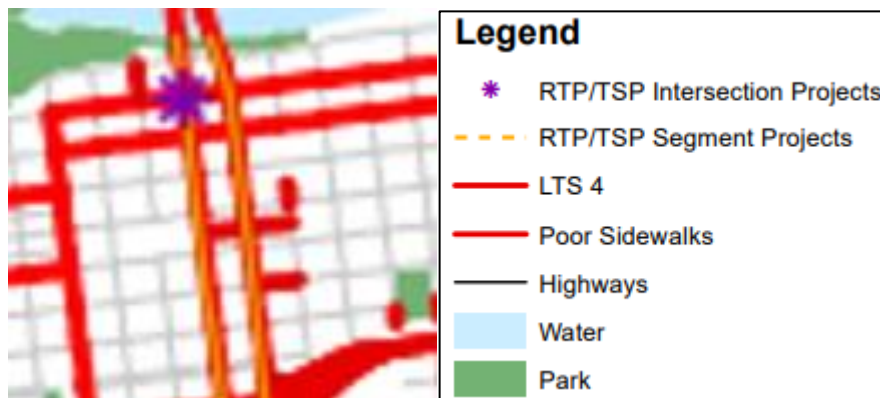 Legend
RTP/TSP Intersection Projects
RTP/TSP Segment Projects
LTS 4
Poor Sidewalks
Highways
Water
Park